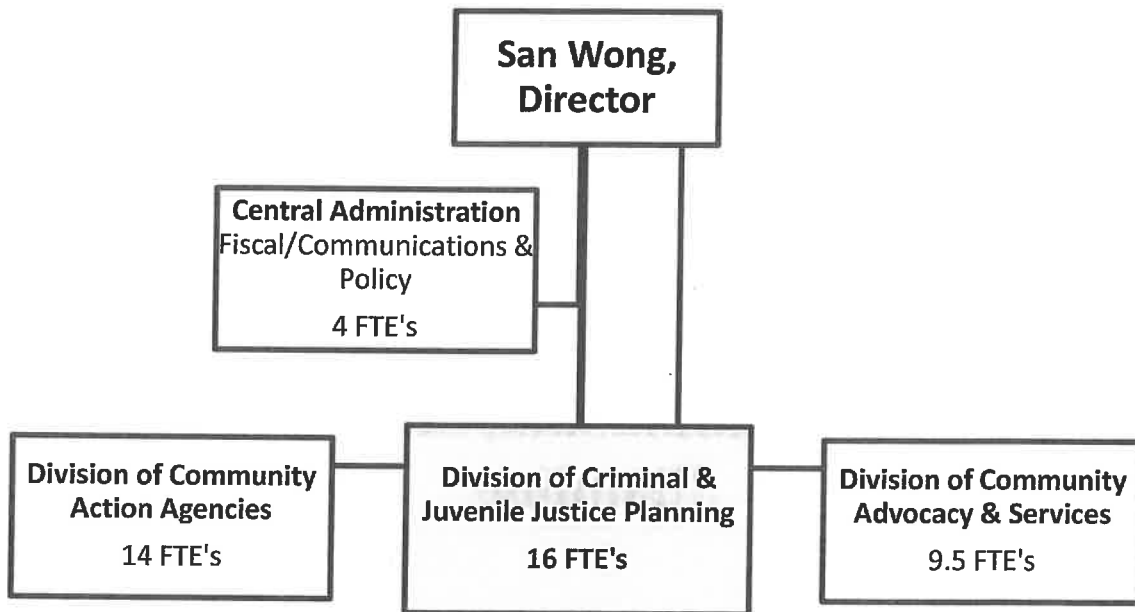 San Wong,
Director
Central Administration
Fiscal/Communications &
Policy
4 FTE's
Division of Community
Action Agencies
14 FTE's
Division of Criminal &
Juvenile Justice Planning
16 FTE's
Division of Community
Advocacy & Services
9.5 FTE's